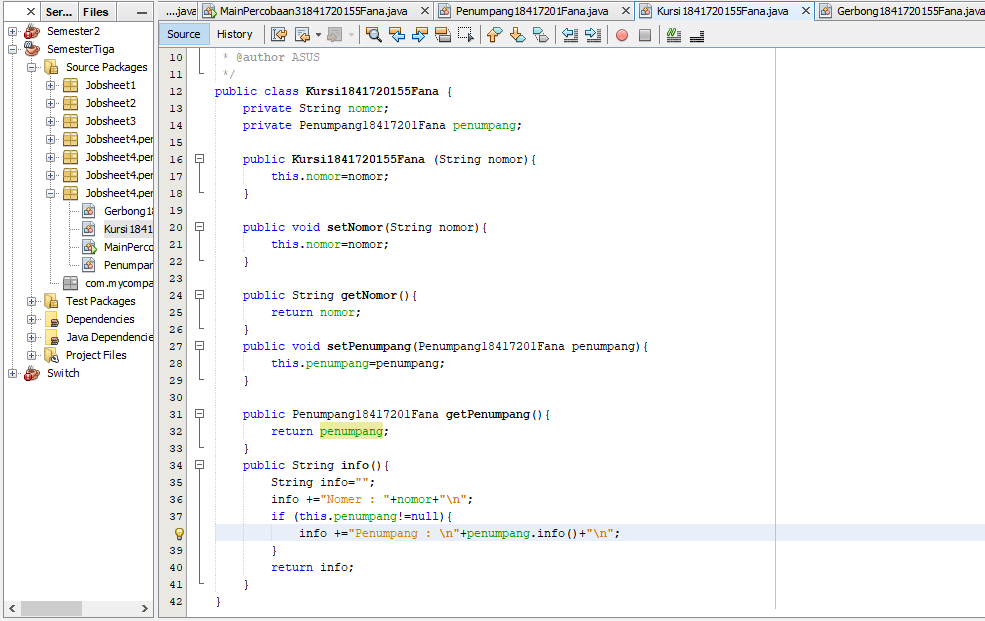 Ser... Files
Semester2
SemesterTiga
Source Packages
Jobsheet1
Jobsheet2
Jobsheet3
Jobsheet4.per
Jobsheet4.per
Jobsheet4.per
Jobsheet4.per
Gerbong18
Kursi1841
MainPerco
Penumpar
com.mycompa
Test Packages
Dependencies
Java Dependencie
Project Files
Switch
....java MainPercobaan31841720155Fana.java Penumpang18417201Fana.java Kursi1841720155Fana.java Gerbong1841720155Fana.java
Source History
10 * @author ASUS
11 */
12 public class Kursi1841720155Fana {
13 private String nomor;
14 private Penumpang18417201Fana penumpang;
15
16 public Kursi1841720155Fana (String nomor){
17 this.nomor=nomor;
18 }
19
20 public void setNomor(String nomor){
21 this.nomor=nomor;
22 }
23
24 public String getNomor(){
25 return nomor;
26 }
27 public void setPenumpang(Penumpang18417201Fana penumpang){
28 this.penumpang=penumpang;
29 }
30
31 public Penumpang18417201Fana getPenumpang(){
32 return penumpang;
33 }
34 public String info(){
35 String info="";
36 info +="Nomer : "+nomor+"\n";
37 if (this.penumpang!=null){
info +="Penumpang : \n"+penumpang.info()+"\n";
39 }
40 return info;
41 }
42 }